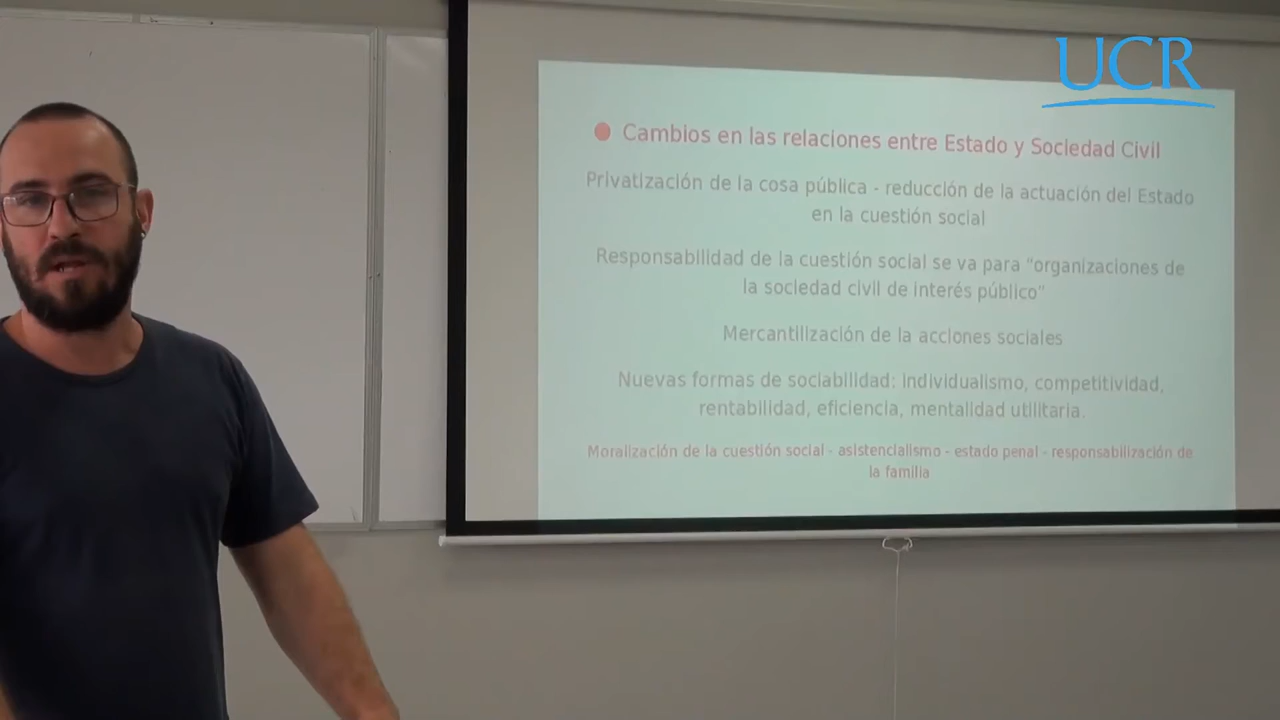 UCR
Cambios en las relaciones entre Estado y Sociedad Civil
Privatización de la cosa pública - reducción de la actuación del Estado
en la cuestión social
Responsabilidad de la cuestión social se va para “organizaciones de
la sociedad civil de interés público”
Mercantilización de la acciones sociales
Nuevas formas de sociabilidad: individualismo, competitividad,
rentabilidad, eficiencia, mentalidad utilitaria.
Moralización de la cuestión social - asistencialismo - estado penal - responsabilización de
la familia